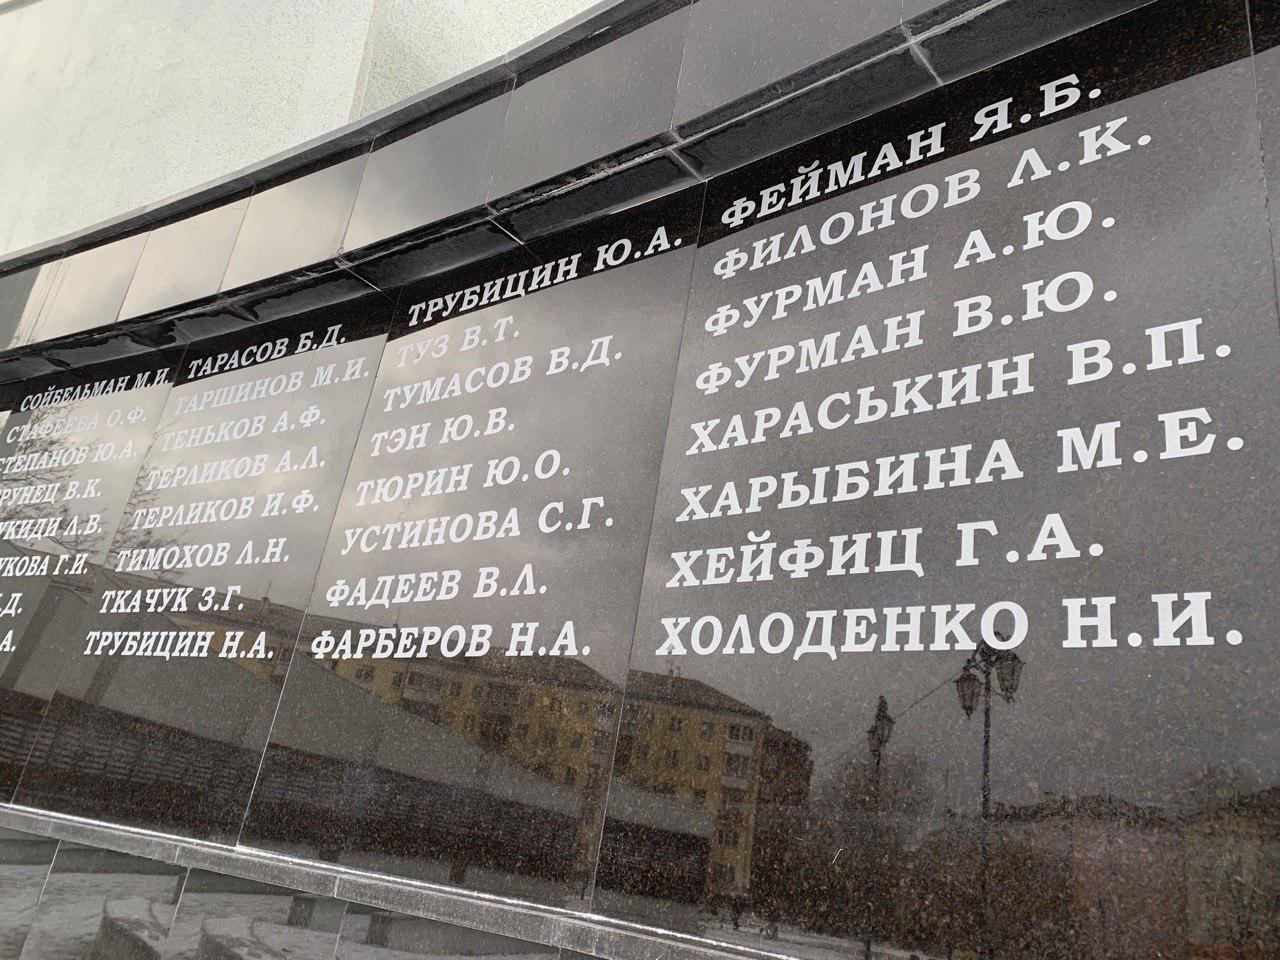 СОЙБЕЛЬМАН М.И.
СТАФЕЕВА О.Ф.
СТЕПАНОВ Ю.А.
В.К.
Л.В.
Г.И.
ТАРАСОВ Б.Д.
ТАРШИНОВ М.И.
ТЕНЬКОВ А.Ф.
ТЕРЛИКОВ А.Л.
ТЕРЛИКОВ И.Ф.
ТИМОХОВ Л.Н.
ТКАЧУК З.Г.
ТРУБИЦИН Н.А.
ТРУБИЦИН Ю.А.
ТУЗ В.Т.
ТУМАСОВ В.Д.
ТЭН Ю.В.
ТЮРИН Ю.О.
УСТИНОВА С.Г.
ФАДЕЕВ В.Л.
ФАРБЕРОВ Н.А.
ФЕЙМАН Я.Б.
ФИЛОНОВ Л.К.
ФУРМАН А.Ю.
ФУРМАН В.Ю.
ХАРАСЬКИН В.П.
ХАРЫБИНА М.Е.
ХЕЙФИЦ Г.А.
ХОЛОДЕНКО Н.И.